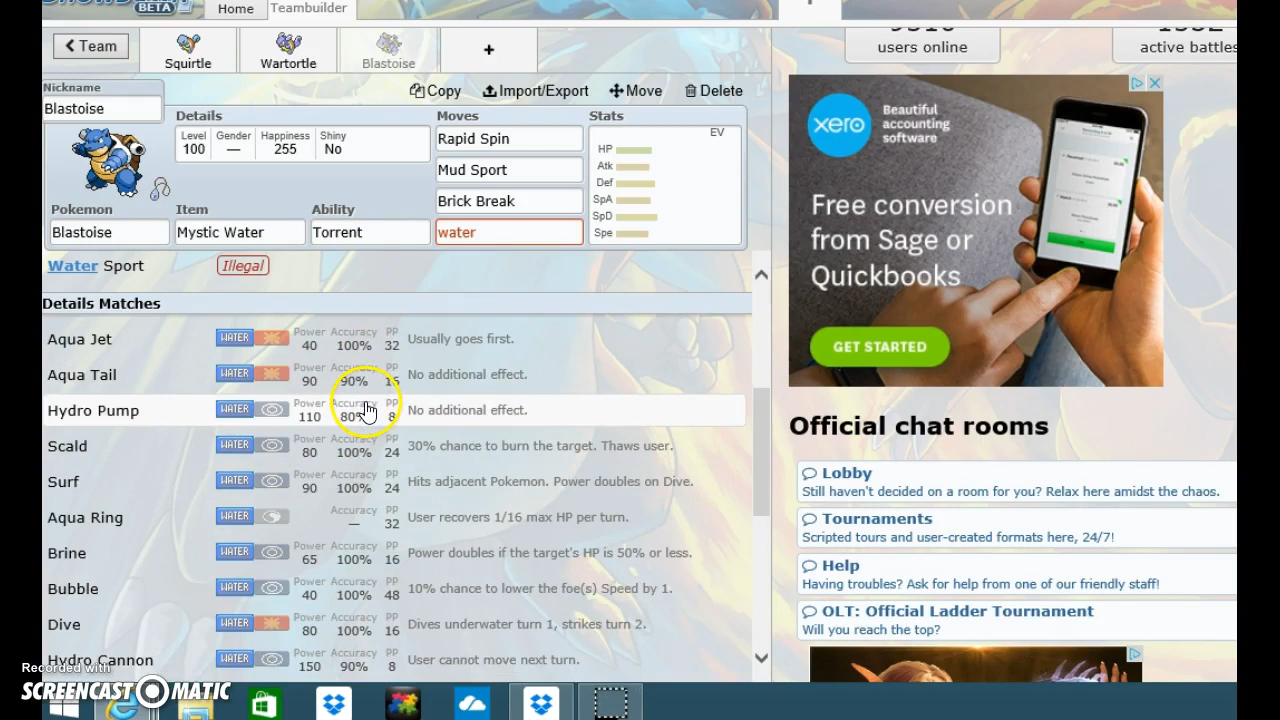 BETA
Home
Teambuilder
Team
Squirtle
Wartortle
Blastoise
+
users online
active battles
Nickname
Blastoise
Copy
Import/Export
Move
Delete
Details
Moves
Stats
Level
100
Gender
—
Happiness
255
Shiny
No
Rapid Spin
Mud Sport
Brick Break
water
EV
HP
Atk
Def
SpA
SpD
Spe
Pokemon
Item
Ability
Blastoise
Mystic Water
Torrent
Water Sport Illegal
Details Matches
Aqua Jet WATER Power 40 Accuracy 100% PP 32 Usually goes first.
Aqua Tail WATER Power 90 Accuracy 90% PP 16 No additional effect.
Hydro Pump WATER Power 110 Accuracy 80% PP 8 No additional effect.
Scald WATER Power 80 Accuracy 100% PP 24 30% chance to burn the target. Thaws user.
Surf WATER Power 90 Accuracy 100% PP 24 Hits adjacent Pokemon. Power doubles on Dive.
Aqua Ring WATER Accuracy — PP 32 User recovers 1/16 max HP per turn.
Brine WATER Power 65 Accuracy 100% PP 16 Power doubles if the target's HP is 50% or less.
Bubble WATER Power 40 Accuracy 100% PP 48 10% chance to lower the foe(s) Speed by 1.
Dive WATER Power 80 Accuracy 100% PP 16 Dives underwater turn 1, strikes turn 2.
Hydro Cannon WATER Power 150 Accuracy 90% PP 8 User cannot move next turn.
xero
Beautiful
accounting
software
Free conversion
from Sage or
Quickbooks
GET STARTED
Official chat rooms
Lobby
Still haven't decided on a room for you? Relax here amidst the chaos.
Tournaments
Scripted tours and user-created formats here, 24/7!
Help
Having troubles? Ask for help from one of our friendly staff!
OLT: Official Ladder Tournament
Will you reach the top?
Recorded with
SCREENCAST O MATIC